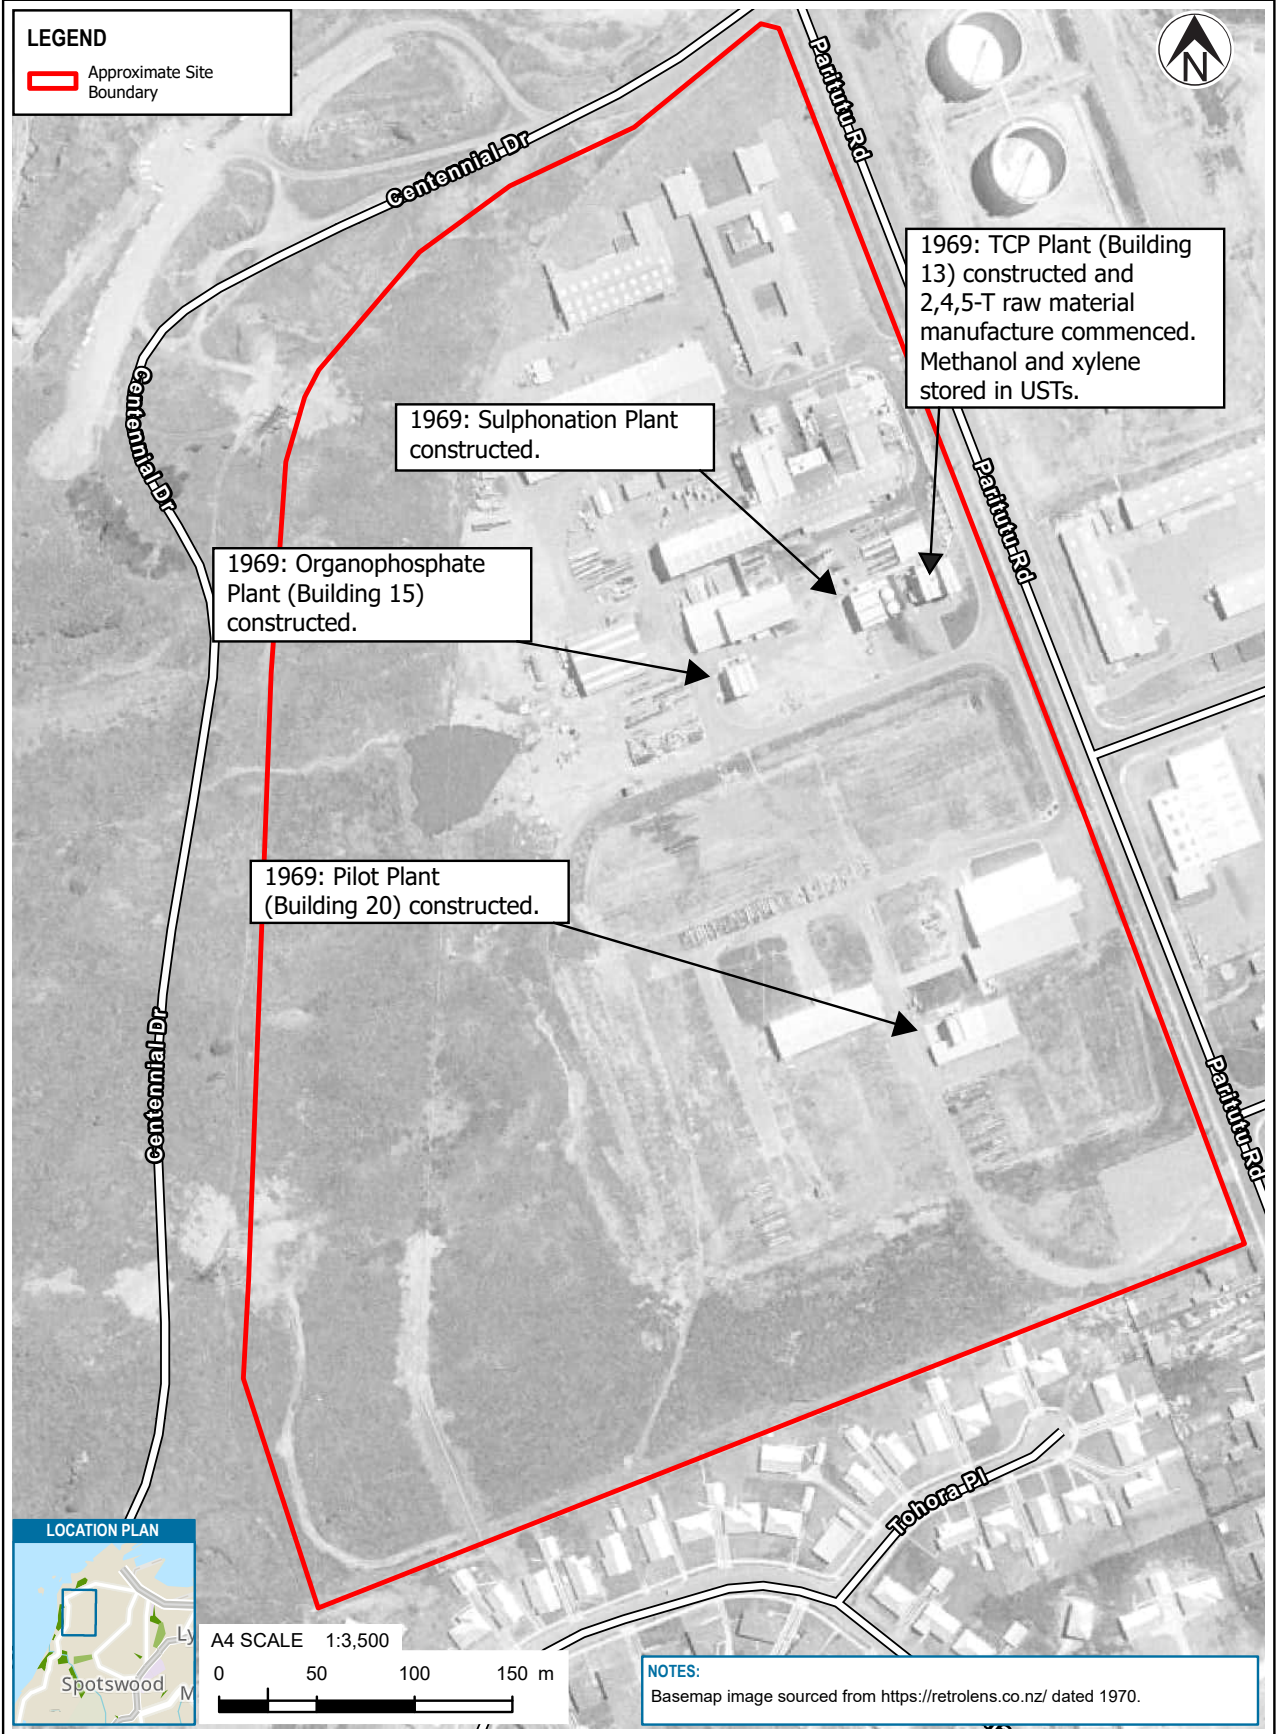 LEGEND
Approximate Site
Boundary
N
Centennial Dr
Paritutu Rd
1969: TCP Plant (Building
13) constructed and
2,4,5-T raw material
manufacture commenced.
Methanol and xylene
stored in USTs.
1969: Sulphonation Plant
constructed.
Centennial Dr
Paritutu Rd
1969: Organophosphate
Plant (Building 15)
constructed.
1969: Pilot Plant
(Building 20) constructed.
Centennial Dr
Paritutu Rd
Tohora Pl
LOCATION PLAN
Ly
Spotswood
M
A4 SCALE 1:3,500
0 50 100 150 m
NOTES:
Basemap image sourced from https://retrolens.co.nz/ dated 1970.